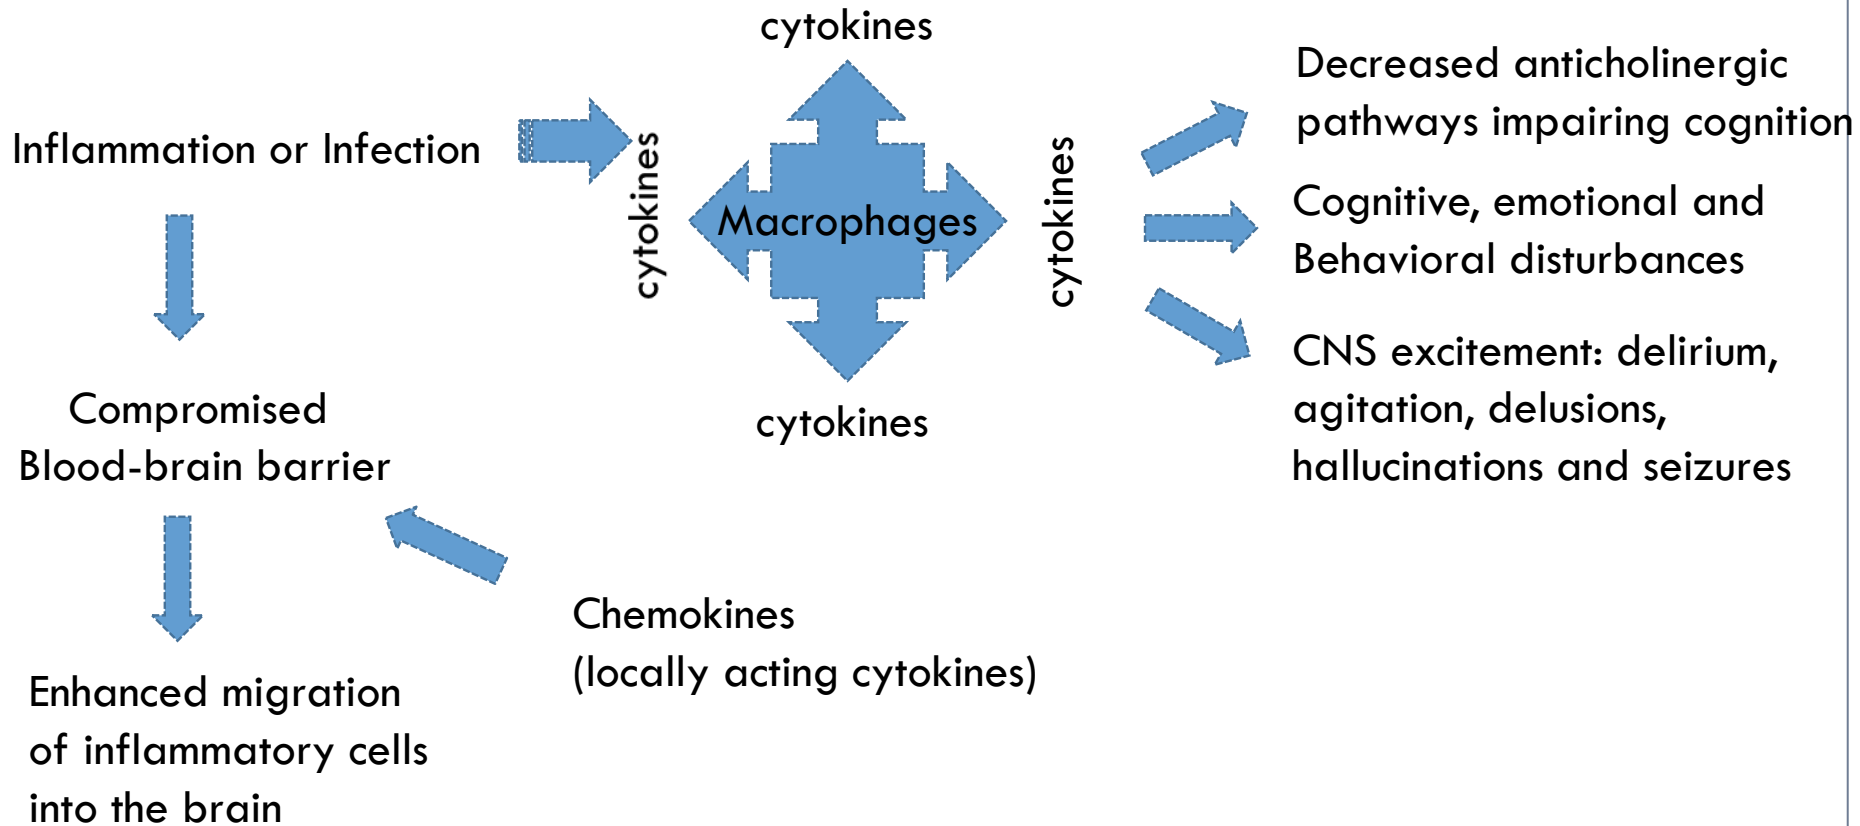 cytokines
Inflammation or Infection
cytokines
Macrophages
cytokines
cytokines
Decreased anticholinergic
pathways impairing cognition
Cognitive, emotional and
Behavioral disturbances
CNS excitement: delirium,
agitation, delusions,
hallucinations and seizures
Compromised
Blood-brain barrier
Chemokines
(locally acting cytokines)
Enhanced migration
of inflammatory cells
into the brain